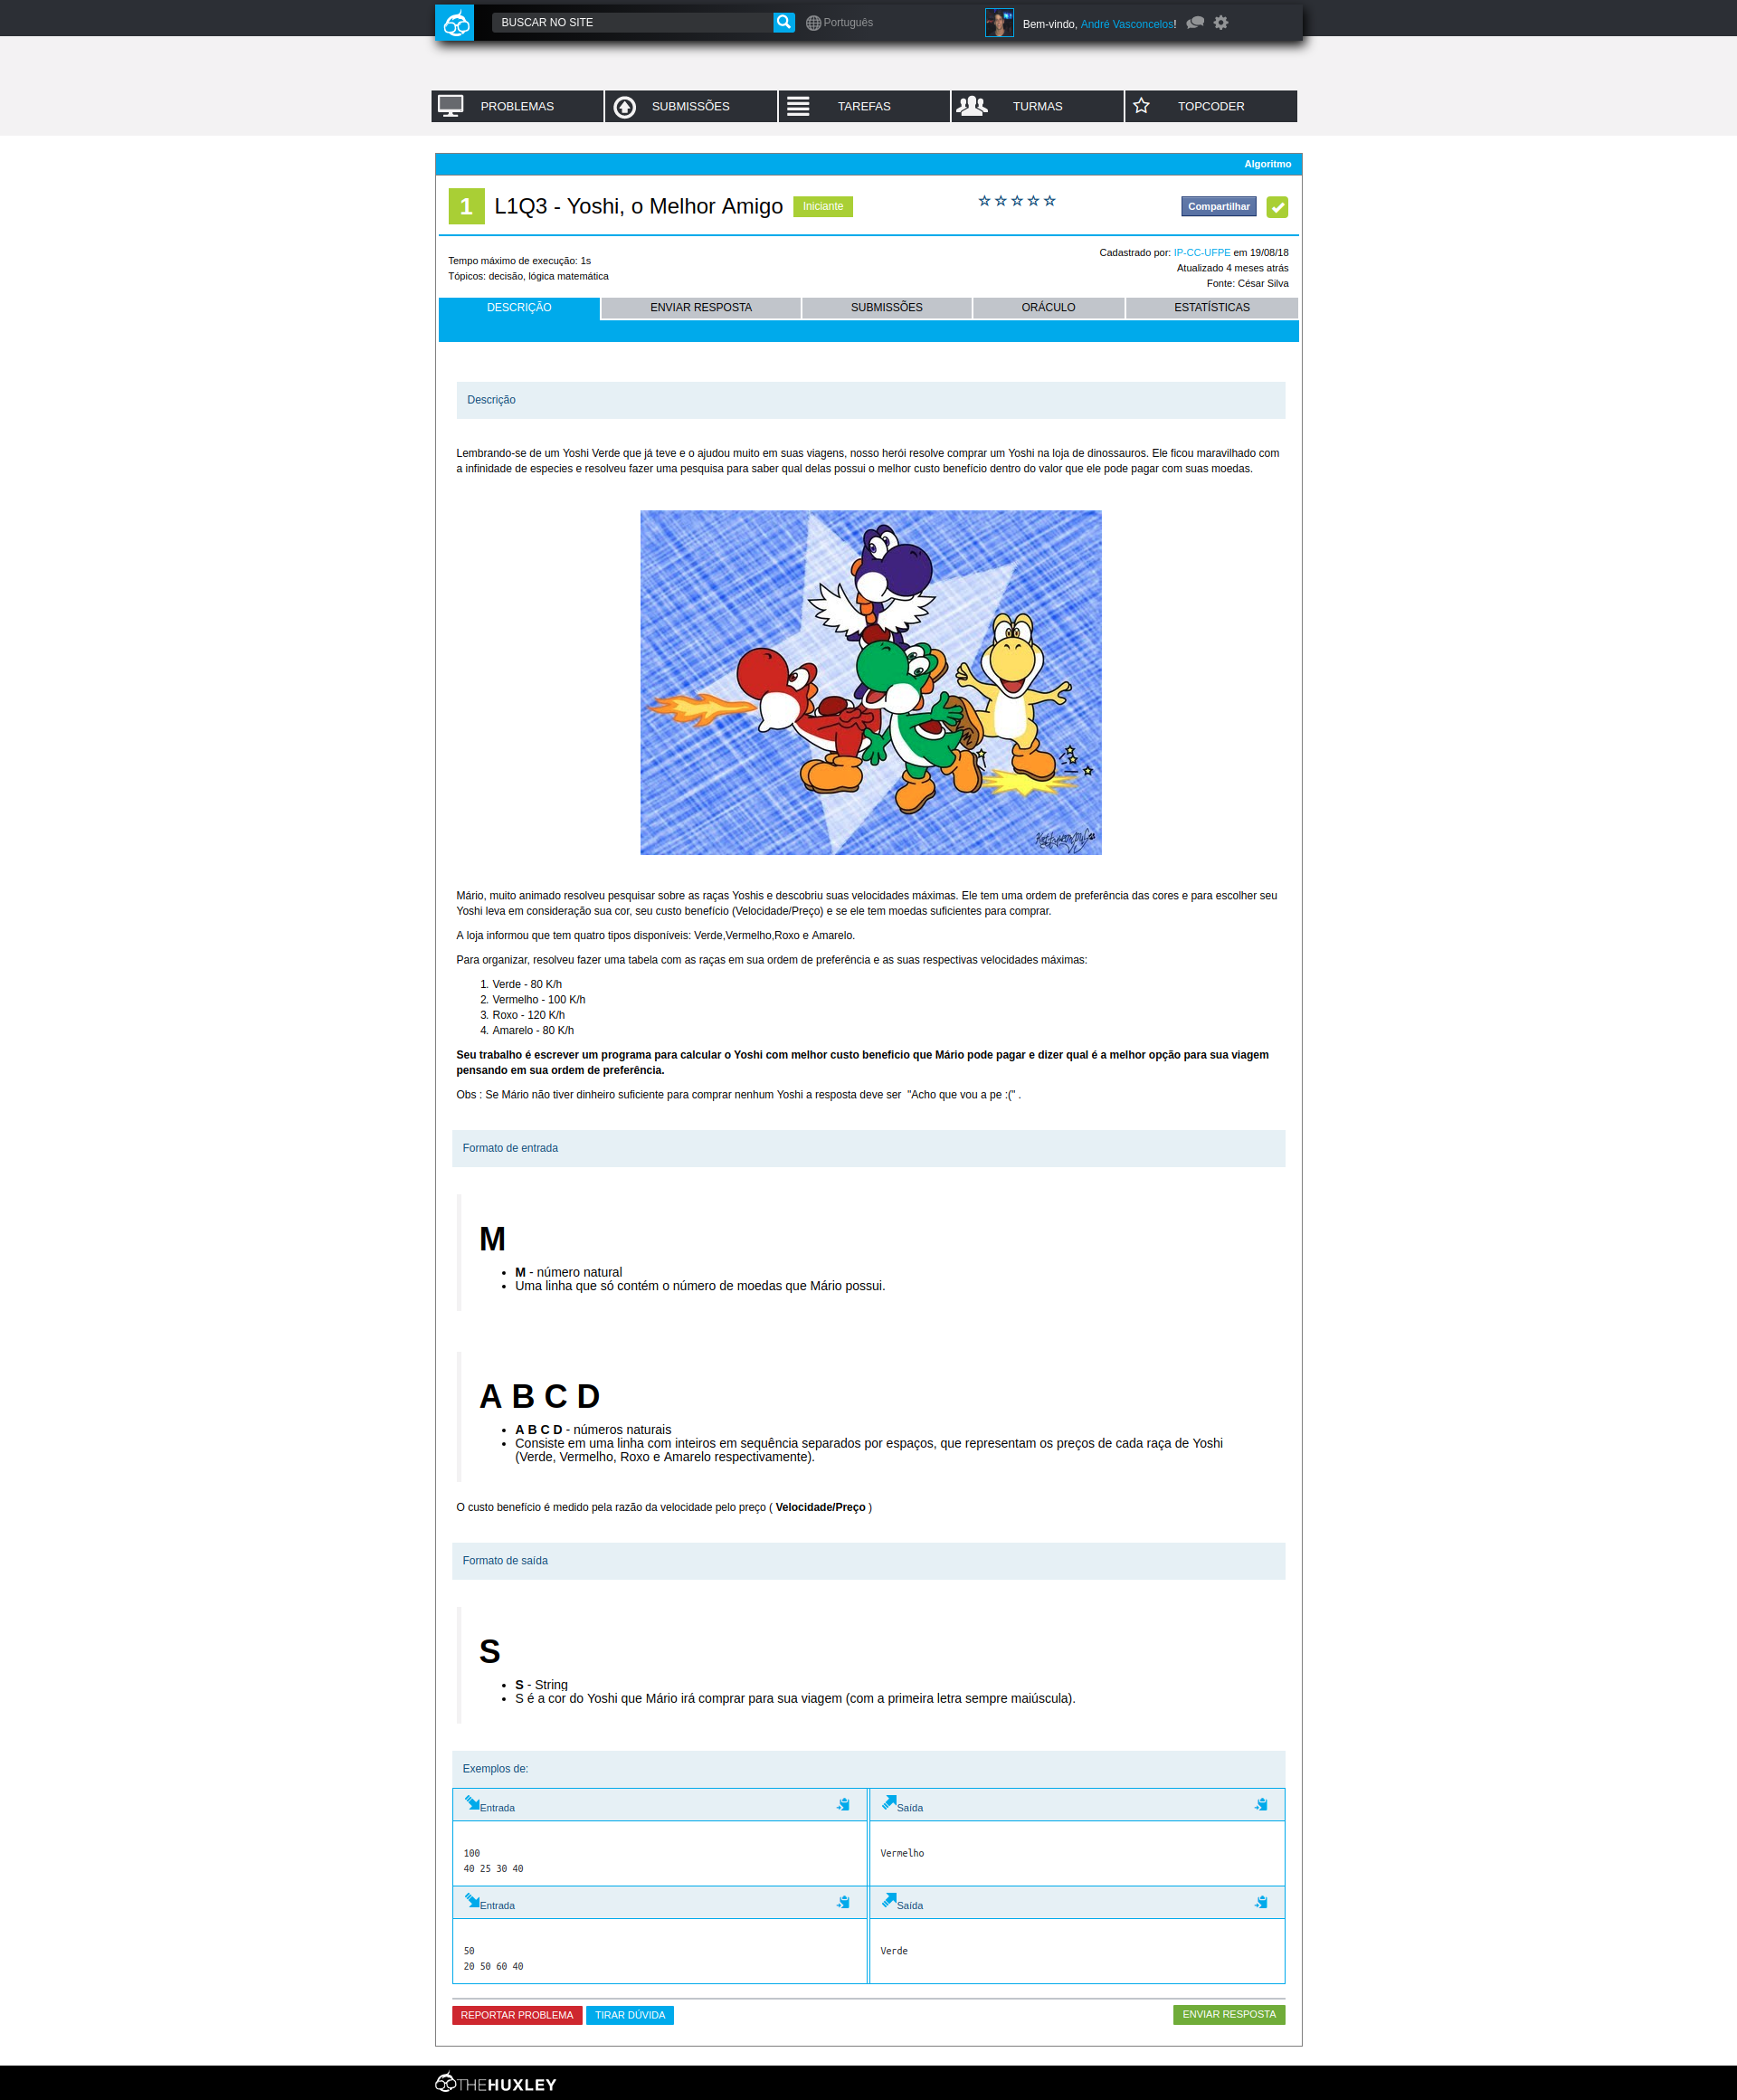 BUSCAR NO SITE
Português
Bem-vindo, André Vasconcelos!
PROBLEMAS
SUBMISSÕES
TAREFAS
TURMAS
TOPCODER
Algoritmo
1
L1Q3 - Yoshi, o Melhor Amigo
Iniciante
Compartilhar
Tempo máximo de execução: 1s
Tópicos: decisão, lógica matemática
Cadastrado por: IP-CC-UFPE em 19/08/18
Atualizado 4 meses atrás
Fonte: César Silva
DESCRIÇÃO
ENVIAR RESPOSTA
SUBMISSÕES
ORÁCULO
ESTATÍSTICAS
Descrição
Lembrando-se de um Yoshi Verde que já teve e o ajudou muito em suas viagens, nosso herói resolve comprar um Yoshi na loja de dinossauros. Ele ficou maravilhado com
a infinidade de especies e resolveu fazer uma pesquisa para saber qual delas possui o melhor custo benefício dentro do valor que ele pode pagar com suas moedas.
Mário, muito animado resolveu pesquisar sobre as raças Yoshis e descobriu suas velocidades máximas. Ele tem uma ordem de preferência das cores e para escolher seu
Yoshi leva em consideração sua cor, seu custo benefício (Velocidade/Preço) e se ele tem moedas suficientes para comprar.
A loja informou que tem quatro tipos disponíveis: Verde,Vermelho,Roxo e Amarelo.
Para organizar, resolveu fazer uma tabela com as raças em sua ordem de preferência e as suas respectivas velocidades máximas:
1. Verde - 80 K/h
2. Vermelho - 100 K/h
3. Roxo - 120 K/h
4. Amarelo - 80 K/h
Seu trabalho é escrever um programa para calcular o Yoshi com melhor custo beneficio que Mário pode pagar e dizer qual é a melhor opção para sua viagem
pensando em sua ordem de preferência.
Obs : Se Mário não tiver dinheiro suficiente para comprar nenhum Yoshi a resposta deve ser "Acho que vou a pe :(" .
Formato de entrada
M
• M - número natural
• Uma linha que só contém o número de moedas que Mário possui.
A B C D
• A B C D - números naturais
• Consiste em uma linha com inteiros em sequência separados por espaços, que representam os preços de cada raça de Yoshi
(Verde, Vermelho, Roxo e Amarelo respectivamente).
O custo benefício é medido pela razão da velocidade pelo preço ( Velocidade/Preço )
Formato de saída
S
• S - String
• S é a cor do Yoshi que Mário irá comprar para sua viagem (com a primeira letra sempre maiúscula).
Exemplos de:
Entrada
Saída
100
40 25 30 40
Vermelho
Entrada
Saída
50
20 50 60 40
Verde
REPORTAR PROBLEMA
TIRAR DÚVIDA
ENVIAR RESPOSTA
THEHUXLEY